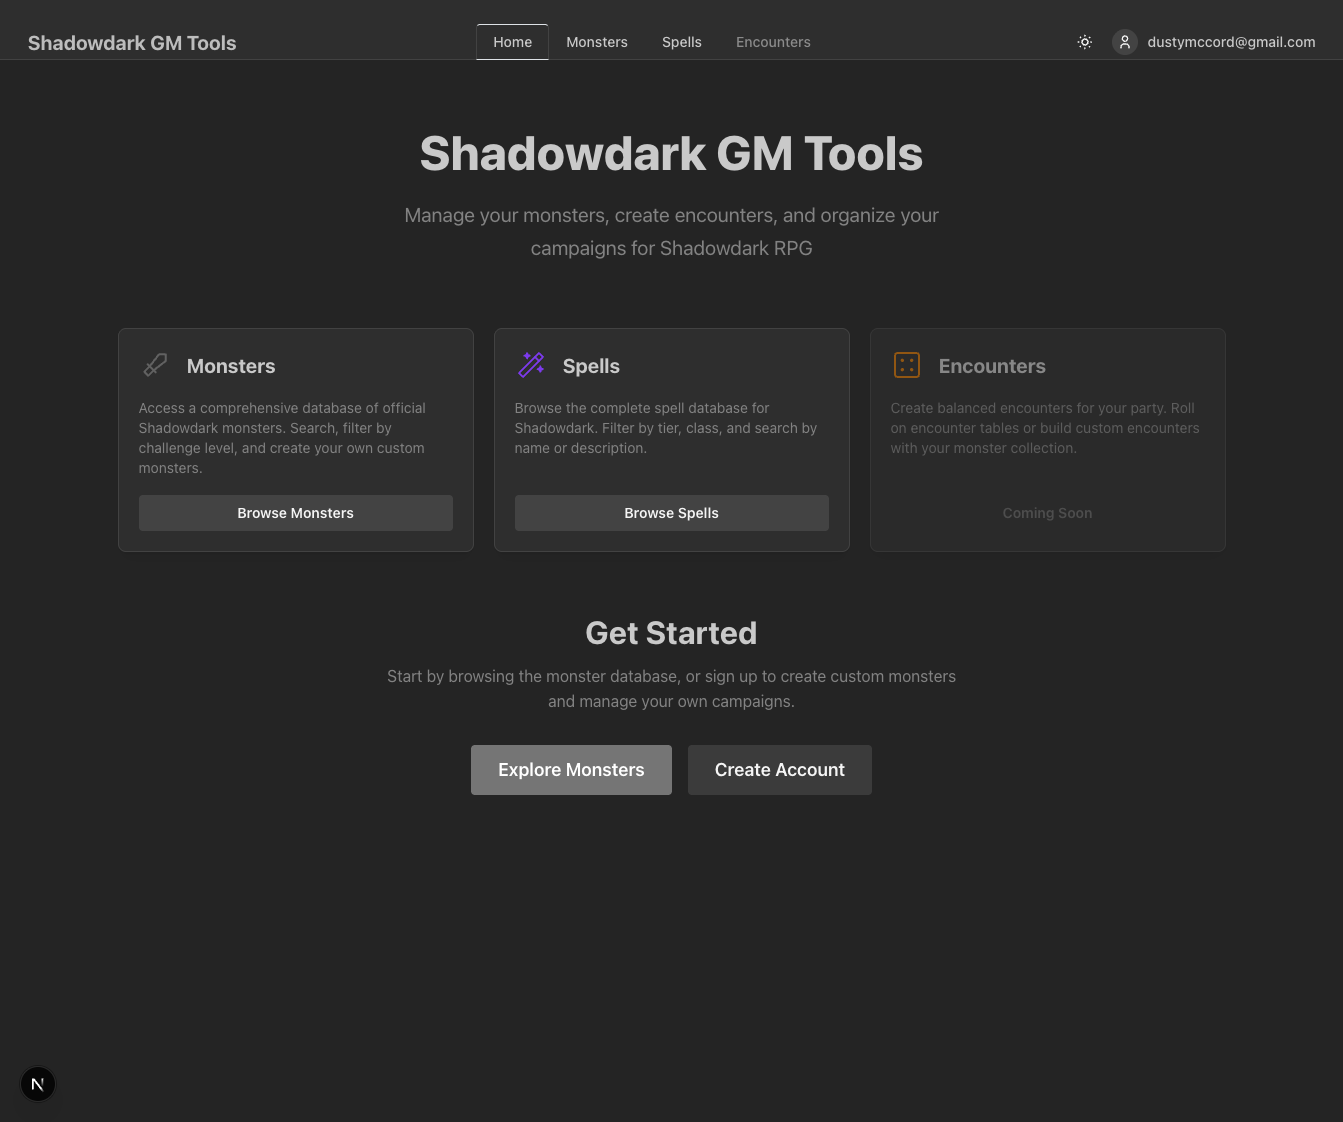 Shadowdark GM Tools
Home
Monsters
Spells
Encounters
dustymccord@gmail.com
Shadowdark GM Tools
Manage your monsters, create encounters, and organize your
campaigns for Shadowdark RPG
Monsters
Access a comprehensive database of official
Shadowdark monsters. Search, filter by
challenge level, and create your own custom
monsters.
Browse Monsters
Spells
Browse the complete spell database for
Shadowdark. Filter by tier, class, and search by
name or description.
Browse Spells
Encounters
Create balanced encounters for your party. Roll
on encounter tables or build custom encounters
with your monster collection.
Coming Soon
Get Started
Start by browsing the monster database, or sign up to create custom monsters
and manage your own campaigns.
Explore Monsters
Create Account
N